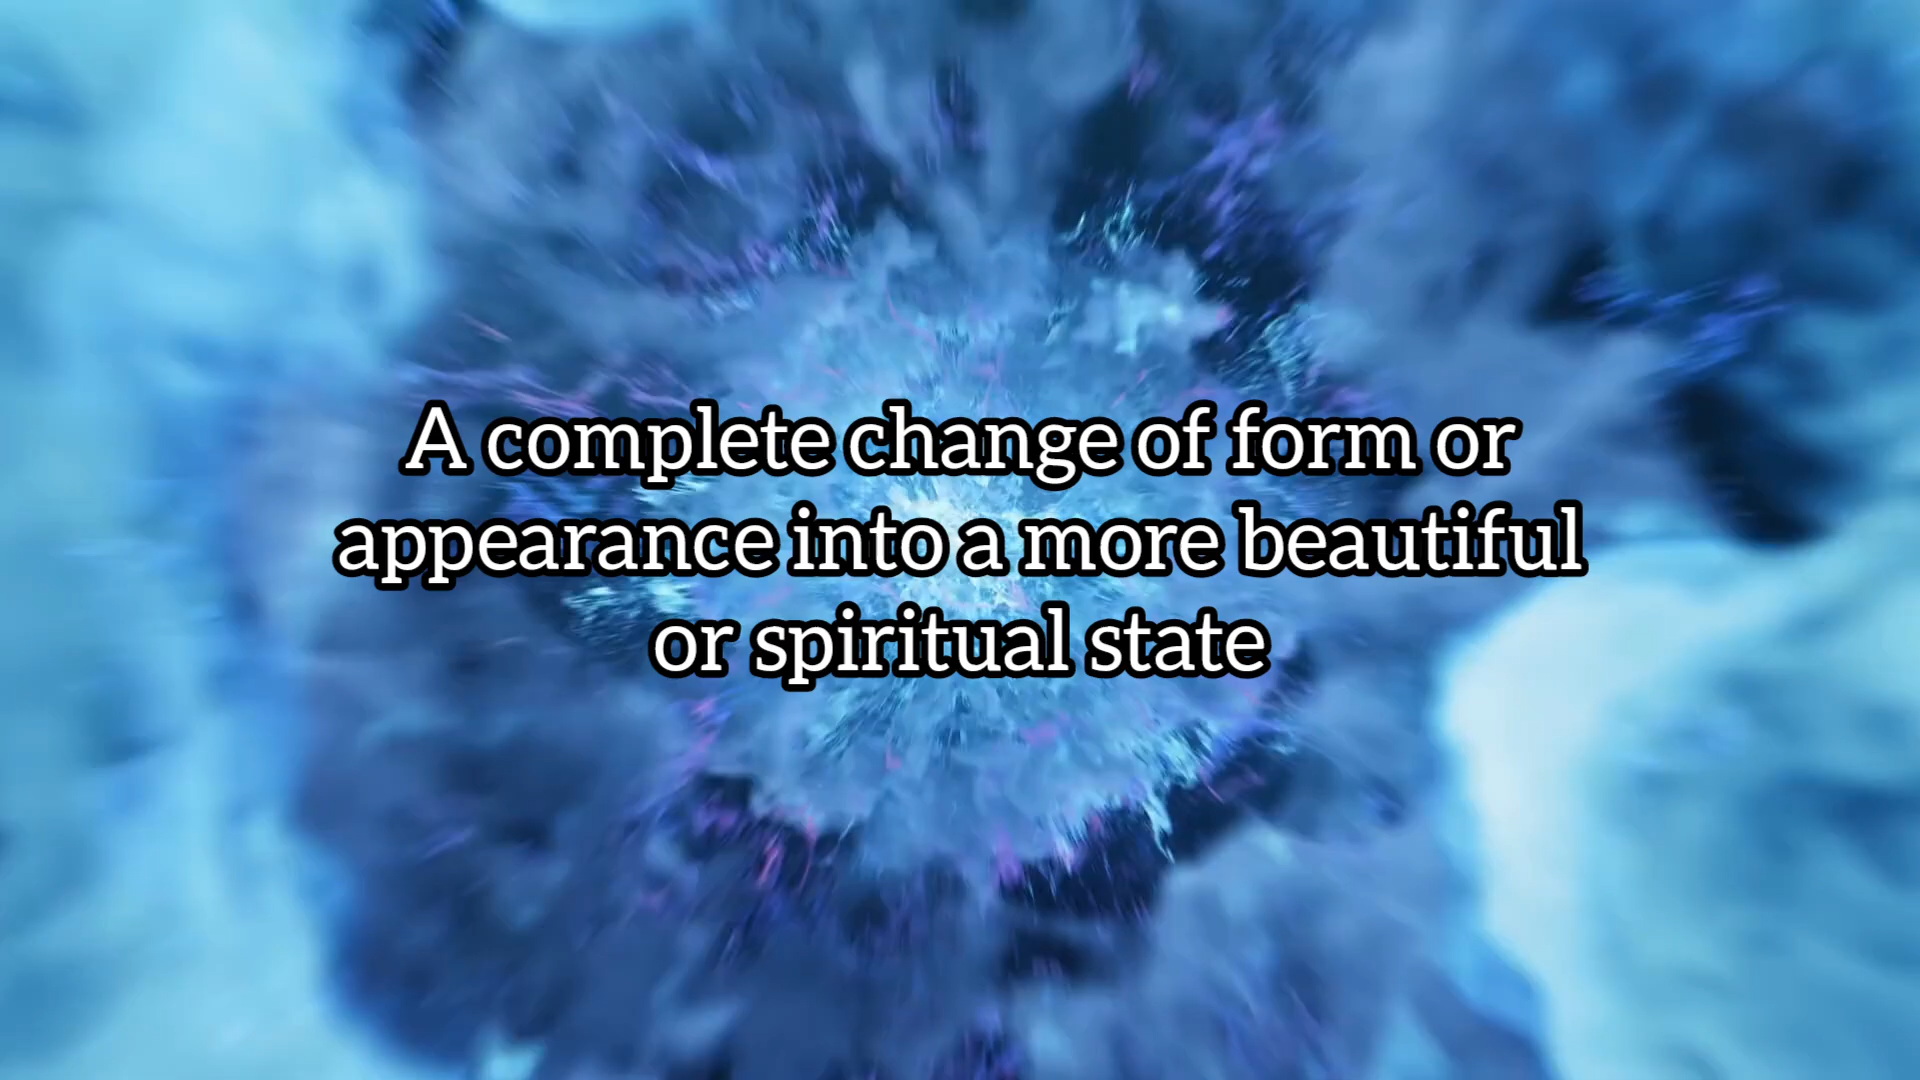 A complete change of form or
appearance into a more beautiful
or spiritual state